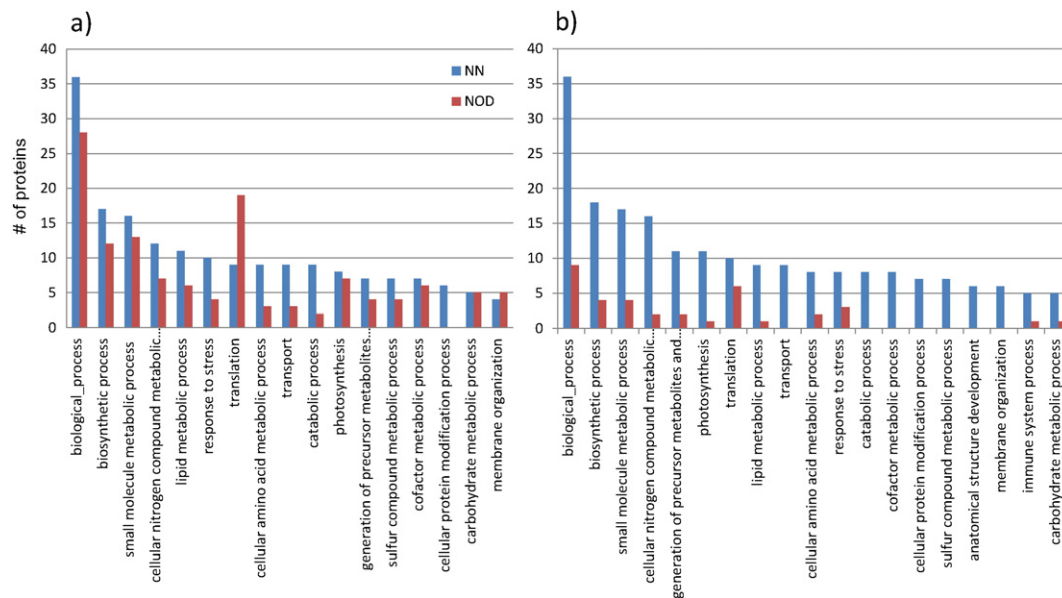 a)
# of proteins
40
35
30
25
20
15
10
5
0
NN
NOD
biological_process
biosynthetic process
small molecule metabolic process
cellular nitrogen compound metabolic...
lipid metabolic process
response to stress
translation
cellular amino acid metabolic process
transport
catabolic process
photosynthesis
generation of precursor metabolites...
sulfur compound metabolic process
cofactor metabolic process
cellular protein modification process
carbohydrate metabolic process
membrane organization
b)
40
35
30
25
20
15
10
5
0
biological_process
biosynthetic process
small molecule metabolic process
cellular nitrogen compound metabolic...
generation of precursor metabolites and...
photosynthesis
translation
lipid metabolic process
transport
cellular amino acid metabolic process
response to stress
catabolic process
cofactor metabolic process
cellular protein modification process
sulfur compound metabolic process
anatomical structure development
membrane organization
immune system process
carbohydrate metabolic process